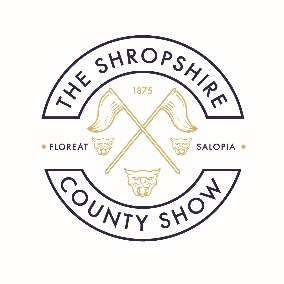 THE SHROPSHIRE
1875
FLOREAT SALOPIA
COUNTY SHOW